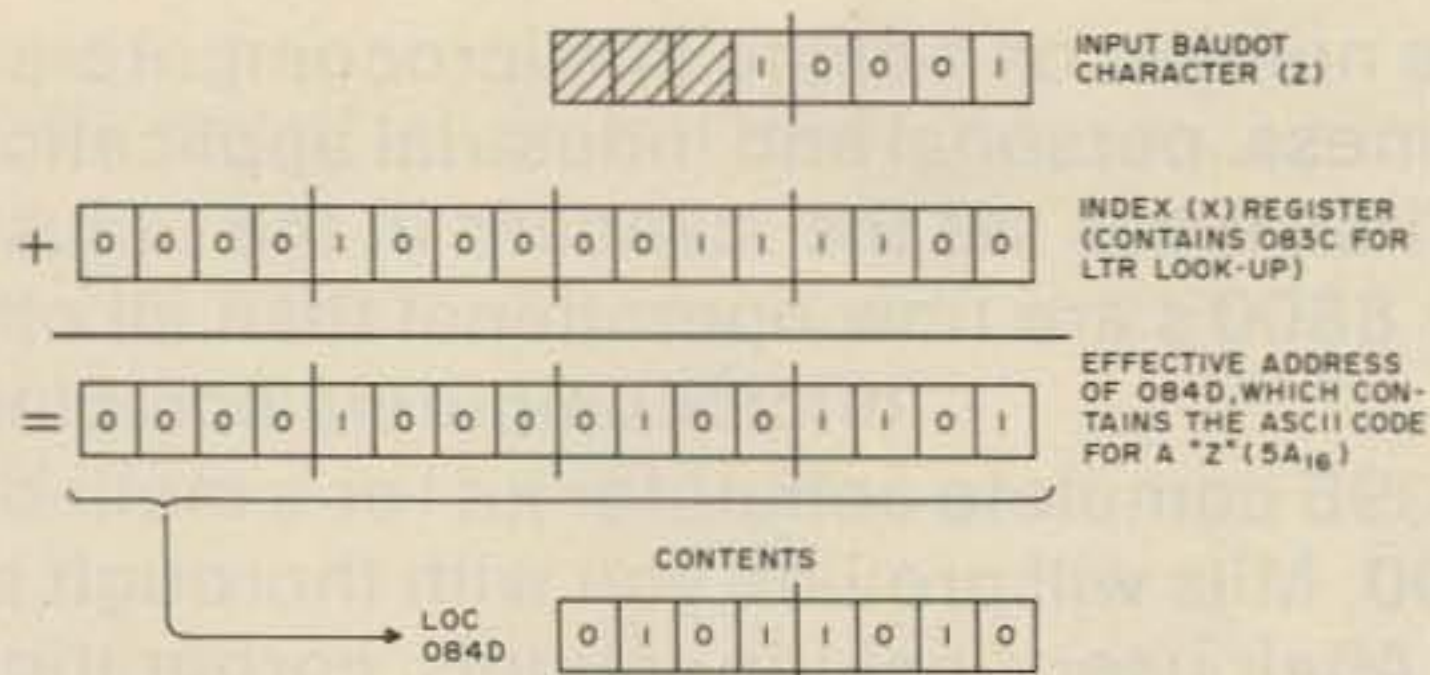 1 0 0 0 1
INPUT BAUDOT
CHARACTER (Z)
+ 0 0 0 0 1 0 0 0 0 0 1 1 1 1 0 0
INDEX (X) REGISTER
(CONTAINS 083C FOR
LTR LOOK-UP)
= 0 0 0 0 1 0 0 0 0 1 0 0 1 1 0 1
EFFECTIVE ADDRESS
OF 084D, WHICH CON-
TAINS THE ASCII CODE
FOR A "Z" (5A16)
CONTENTS
LOC
084D
0 1 0 1 1 0 1 0